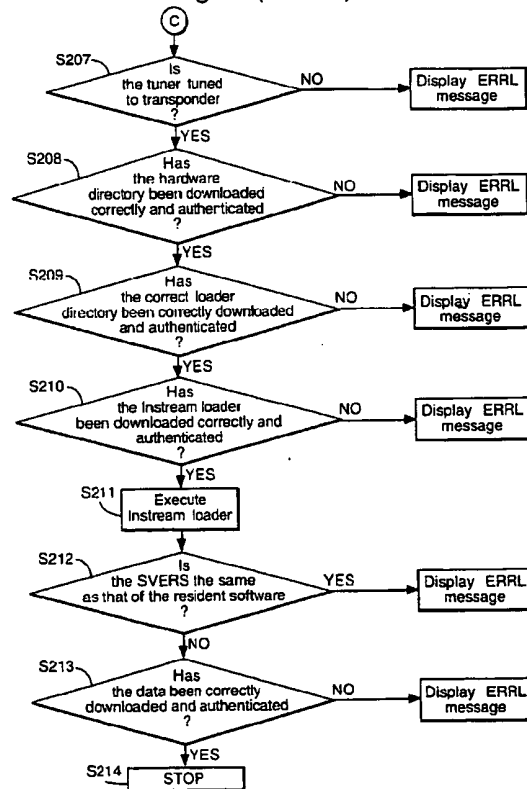 C
S207
Is
the tuner tuned
to transponder
?
NO
Display ERRL
message
YES
S208
Has
the hardware
directory been downloaded
correctly and authenticated
?
NO
Display ERRL
message
YES
S209
Has
the correct loader
directory been correctly downloaded
and authenticated
?
NO
Display ERRL
message
YES
S210
Has
the Instream loader
been downloaded correctly and
authenticated
?
NO
Display ERRL
message
YES
S211
Execute
Instream loader
S212
Is
the SVERS the same
as that of the resident software
?
YES
Display ERRL
message
NO
S213
Has
the data been correctly
downloaded and authenticated
?
NO
Display ERRL
message
YES
S214
STOP